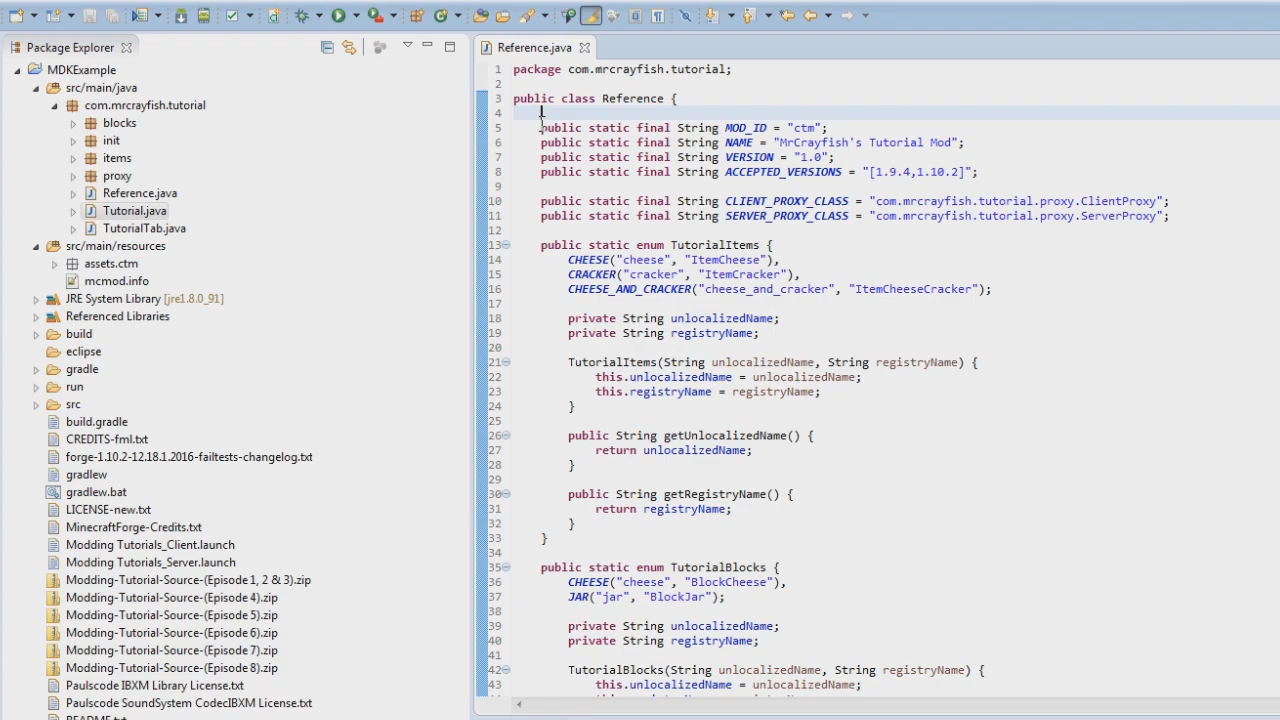 Package Explorer
MDKExample
src/main/java
com.mrcrayfish.tutorial
blocks
init
items
proxy
Reference.java
Tutorial.java
TutorialTab.java
src/main/resources
assets.ctm
mcmod.info
JRE System Library [jre1.8.0_91]
Referenced Libraries
build
eclipse
gradle
run
src
build.gradle
CREDITS-fml.txt
forge-1.10.2-12.18.1.2016-failtests-changelog.txt
gradlew
gradlew.bat
LICENSE-new.txt
MinecraftForge-Credits.txt
Modding Tutorials_Client.launch
Modding Tutorials_Server.launch
Modding-Tutorial-Source-(Episode 1, 2 & 3).zip
Modding-Tutorial-Source-(Episode 4).zip
Modding-Tutorial-Source-(Episode 5).zip
Modding-Tutorial-Source-(Episode 6).zip
Modding-Tutorial-Source-(Episode 7).zip
Modding-Tutorial-Source-(Episode 8).zip
Paulscode IBXM Library License.txt
Paulscode SoundSystem CodecIBXM License.txt
README.txt
Reference.java
1 package com.mrcrayfish.tutorial;
2
3 public class Reference {
4
5 public static final String MOD_ID = "ctm";
6 public static final String NAME = "MrCrayfish's Tutorial Mod";
7 public static final String VERSION = "1.0";
8 public static final String ACCEPTED_VERSIONS = "[1.9.4,1.10.2]";
9
10 public static final String CLIENT_PROXY_CLASS = "com.mrcrayfish.tutorial.proxy.ClientProxy";
11 public static final String SERVER_PROXY_CLASS = "com.mrcrayfish.tutorial.proxy.ServerProxy";
12
13 public static enum TutorialItems {
14 CHEESE("cheese", "ItemCheese"),
15 CRACKER("cracker", "ItemCracker"),
16 CHEESE_AND_CRACKER("cheese_and_cracker", "ItemCheeseCracker");
17
18 private String unlocalizedName;
19 private String registryName;
20
21 TutorialItems(String unlocalizedName, String registryName) {
22 this.unlocalizedName = unlocalizedName;
23 this.registryName = registryName;
24 }
25
26 public String getUnlocalizedName() {
27 return unlocalizedName;
28 }
29
30 public String getRegistryName() {
31 return registryName;
32 }
33 }
34
35 public static enum TutorialBlocks {
36 CHEESE("cheese", "BlockCheese"),
37 JAR("jar", "BlockJar");
38
39 private String unlocalizedName;
40 private String registryName;
41
42 TutorialBlocks(String unlocalizedName, String registryName) {
43 this.unlocalizedName = unlocalizedName;